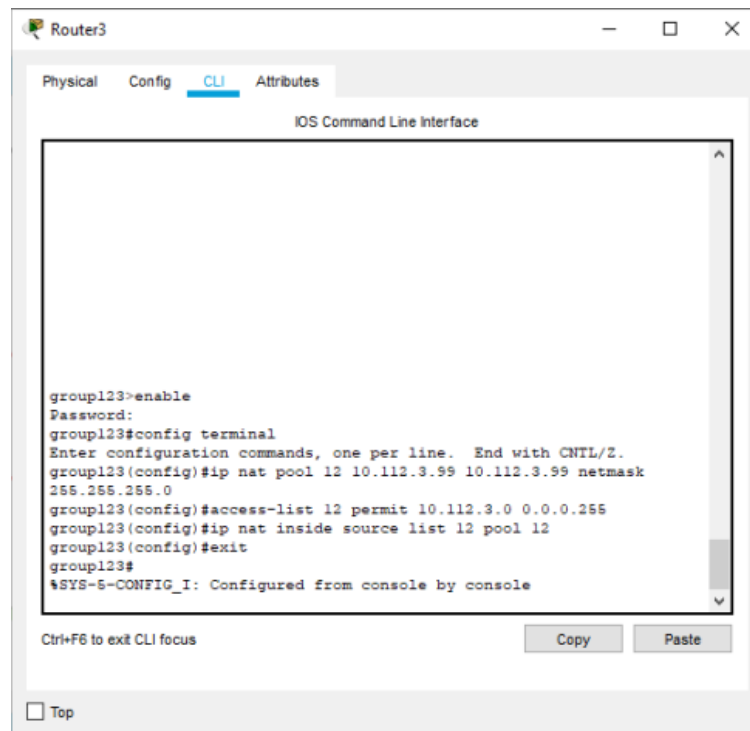 Router3
Physical Config CLI Attributes
IOS Command Line Interface
group123>enable
Password:
group123#config terminal
Enter configuration commands, one per line.  End with CNTL/Z.
group123(config)#ip nat pool 12 10.112.3.99 10.112.3.99 netmask
255.255.255.0
group123(config)#access-list 12 permit 10.112.3.0 0.0.0.255
group123(config)#ip nat inside source list 12 pool 12
group123(config)#exit
group123#
%SYS-5-CONFIG_I: Configured from console by console
Ctrl+F6 to exit CLI focus
Copy Paste
Top